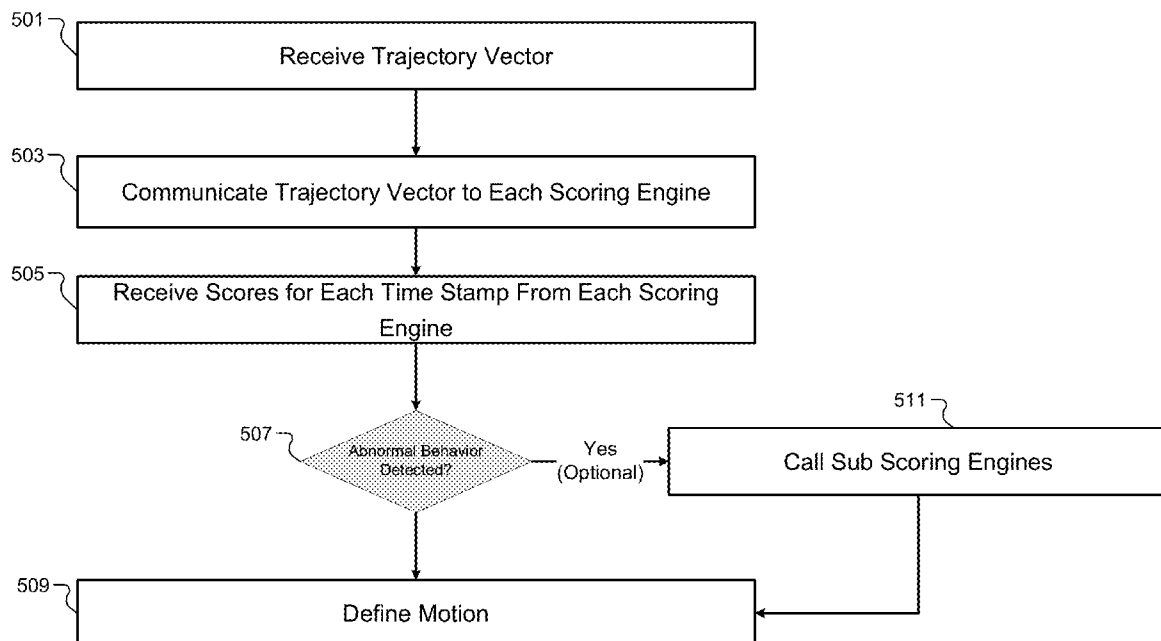 501
Receive Trajectory Vector
503
Communicate Trajectory Vector to Each Scoring Engine
505
Receive Scores for Each Time Stamp From Each Scoring
Engine
507
Abnormal Behavior
Detected?
Yes
(Optional)
511
Call Sub Scoring Engines
509
Define Motion